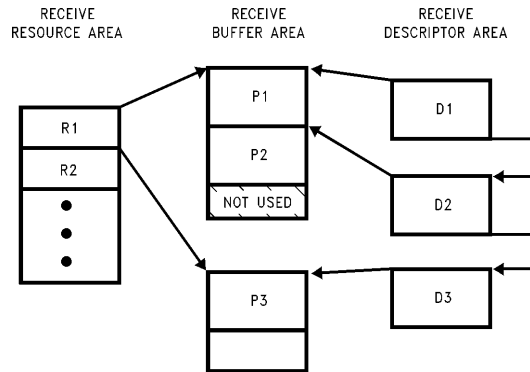 RECEIVE
RESOURCE AREA
RECEIVE
BUFFER AREA
RECEIVE
DESCRIPTOR AREA
R1
R2
P1
P2
NOT USED
P3
D1
D2
D3